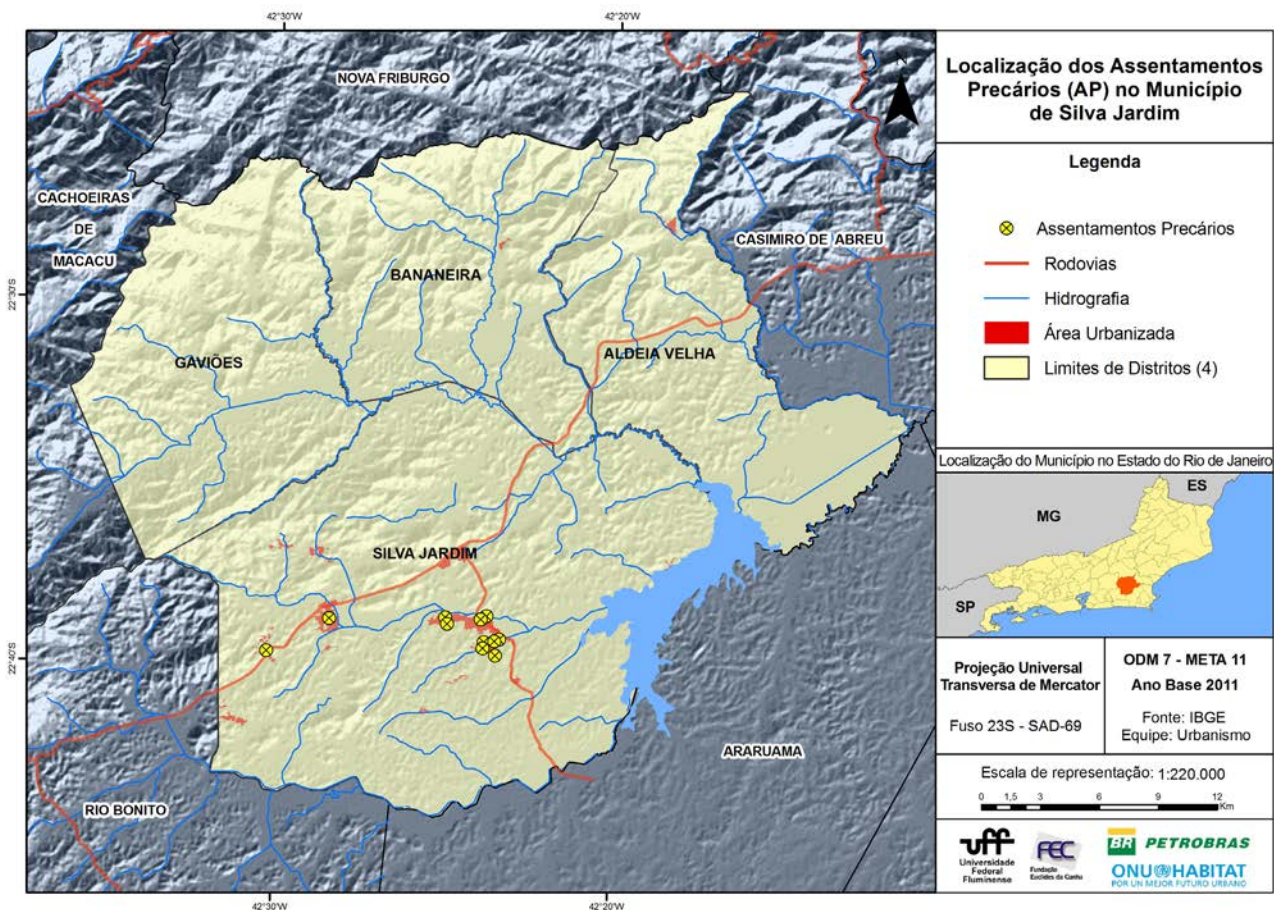 42°30'W
42°20'W
NOVA FRIBURGO
CACHOEIRAS
DE
MACACU
CASIMIRO DE ABREU
BANANEIRA
22°30'S
ALDEIA VELHA
GAVIÕES
SILVA JARDIM
22°40'S
ARARUAMA
RIO BONITO
42°30'W
42°20'W
Localização dos Assentamentos
Precários (AP) no Município
de Silva Jardim
Legenda
Assentamentos Precários
Rodovias
Hidrografia
Área Urbanizada
Limites de Distritos (4)
Localização do Município no Estado do Rio de Janeiro
ES
MG
SP
Projeção Universal
Transversa de Mercator
Fuso 23S - SAD-69
ODM 7 - META 11
Ano Base 2011
Fonte: IBGE
Equipe: Urbanismo
Escala de representação: 1:220.000
0 1,5 3 6 9 12
Km
uff
Universidade
Federal
Fluminense
FEC
Fundação
Euclides da Cunha
BR PETROBRAS
ONU HABITAT
POR UN MEJOR FUTURO URBANO